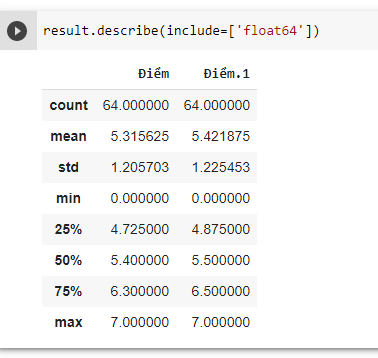 result.describe(include=['float64'])
Điểm Điểm.1
count 64.000000 64.000000
mean 5.315625 5.421875
std 1.205703 1.225453
min 0.000000 0.000000
25% 4.725000 4.875000
50% 5.400000 5.500000
75% 6.300000 6.500000
max 7.000000 7.000000